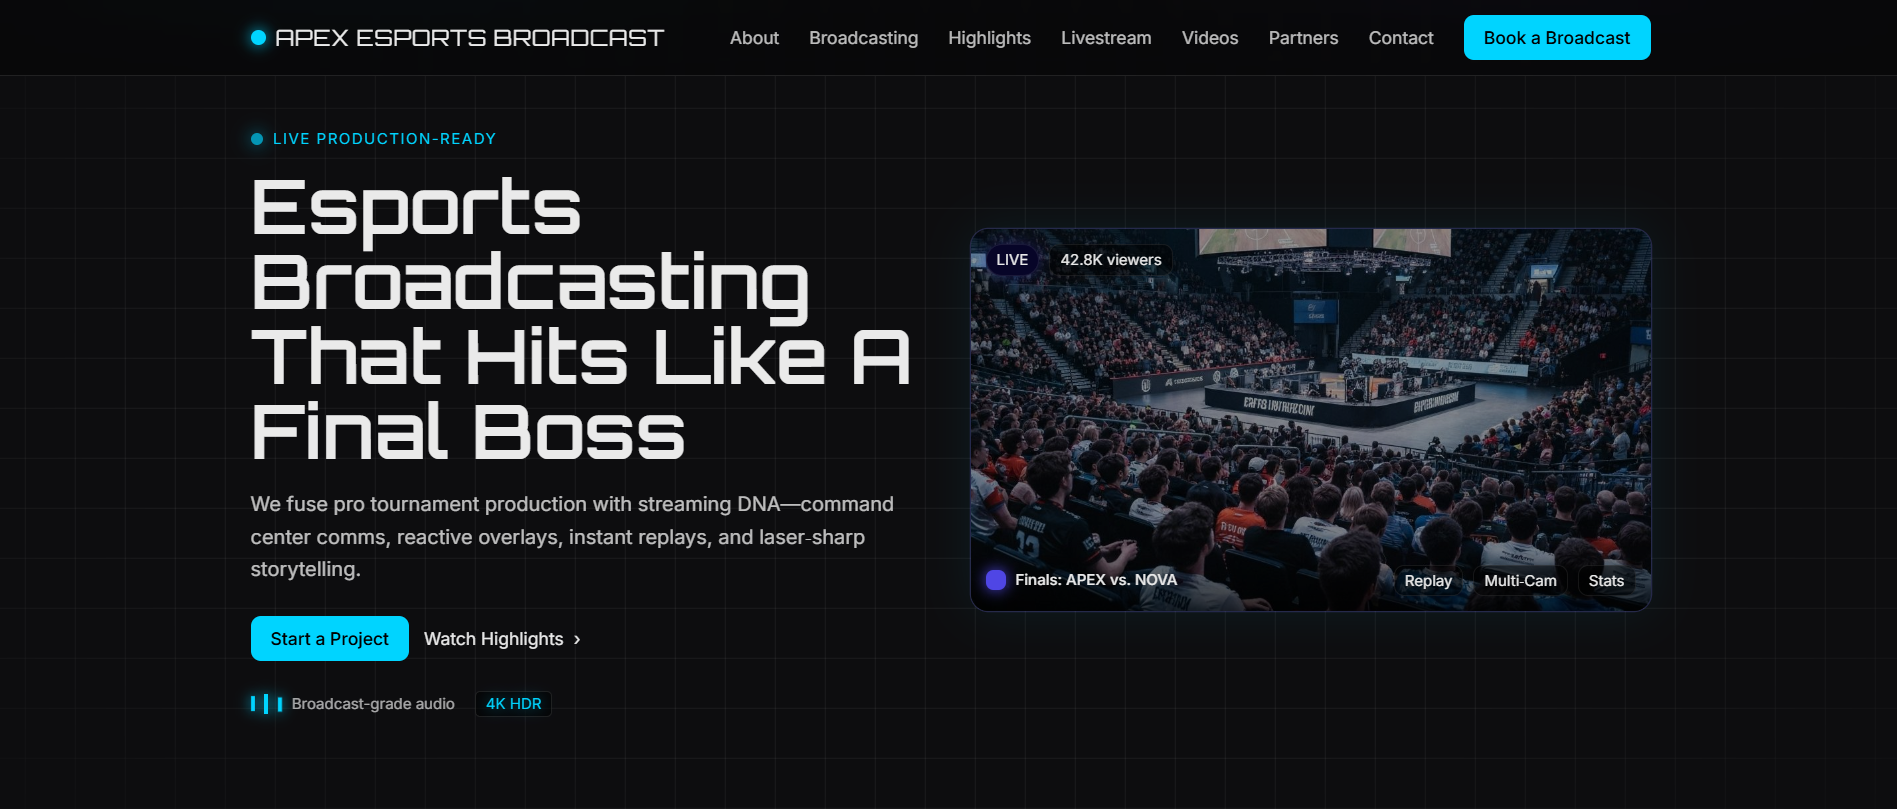 APEX ESPORTS BROADCAST
About Broadcasting Highlights Livestream Videos Partners Contact Book a Broadcast
LIVE PRODUCTION-READY
Esports
Broadcasting
That Hits Like A
Final Boss
We fuse pro tournament production with streaming DNA—command
center comms, reactive overlays, instant replays, and laser-sharp
storytelling.
Start a Project Watch Highlights ›
Broadcast-grade audio 4K HDR
LIVE 42.8K viewers
Finals: APEX vs. NOVA Replay Multi-Cam Stats